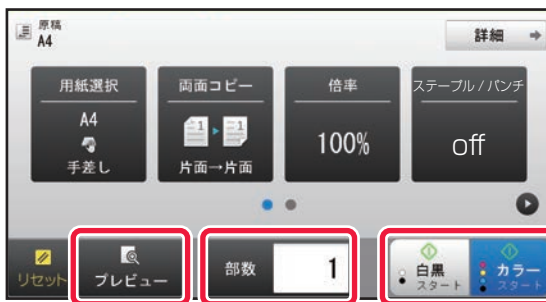 原稿
A4
詳細
用紙選択
A4
手差し
両面コピー
1 1
片面→片面
倍率
100%
ステープル / パンチ
off
リセット
プレビュー
部数
1
白黒
スタート
カラー
スタート